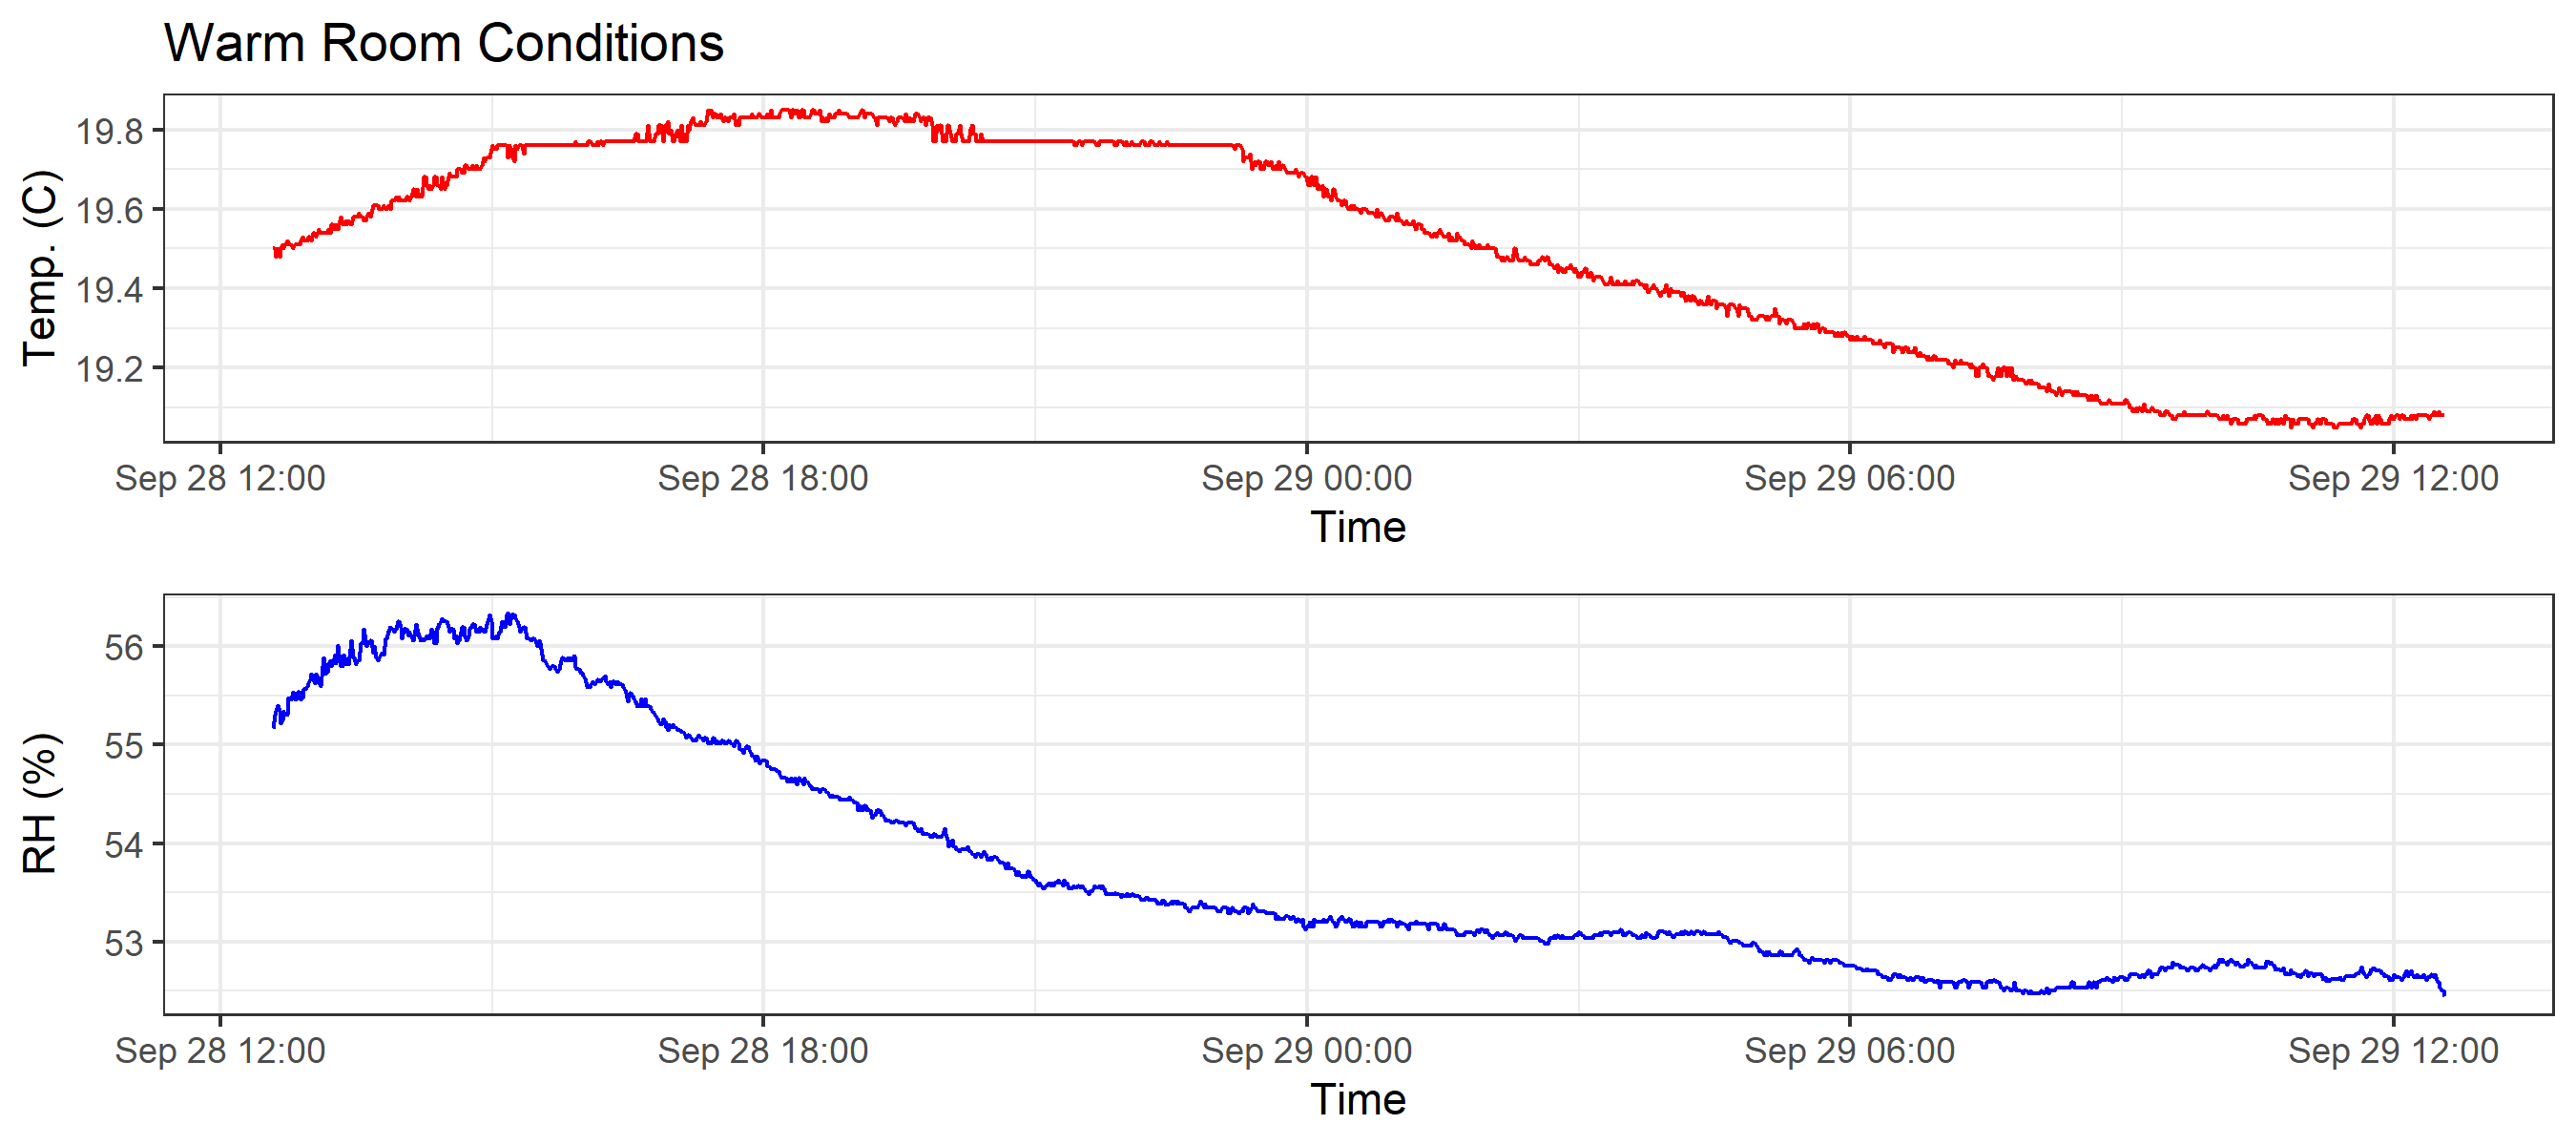 Warm Room Conditions
Temp. (C)
19.8
19.6
19.4
19.2
Sep 28 12:00 Sep 28 18:00 Sep 29 00:00 Sep 29 06:00 Sep 29 12:00
Time
RH (%)
56
55
54
53
Sep 28 12:00 Sep 28 18:00 Sep 29 00:00 Sep 29 06:00 Sep 29 12:00
Time